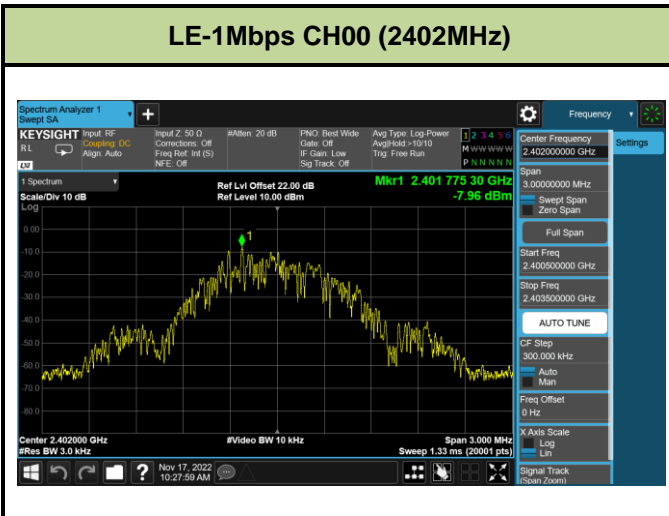 LE-1Mbps CH00 (2402MHz)
Spectrum Analyzer 1
Swept SA
+
Frequency
KEYSIGHT
RL
LXI
Input: RF
Coupling: DC
Align: Auto
Input Z: 50 Ω
Corrections: Off
Freq Ref: Int (S)
NFE: Off
#Atten: 20 dB
PNO: Best Wide
Gate: Off
IF Gain: Low
Sig Track: Off
Avg Type: Log-Power
Avg|Hold:>10/10
Trig: Free Run
1 2 3 4 5 6
M W W W W W
P N N N N N
1 Spectrum
Scale/Div 10 dB
Log
Ref Lvl Offset 22.00 dB
Ref Level 10.00 dBm
Mkr1 2.401 775 30 GHz
-7.96 dBm
1
0.00
-10.0
-20.0
-30.0
-40.0
-50.0
-60.0
-70.0
-80.0
Center 2.402000 GHz
#Res BW 3.0 kHz
#Video BW 10 kHz
Span 3.000 MHz
Sweep 1.33 ms (20001 pts)
Center Frequency
2.402000000 GHz
Span
3.00000000 MHz
Swept Span
Zero Span
Full Span
Start Freq
2.400500000 GHz
Stop Freq
2.403500000 GHz
AUTO TUNE
CF Step
300.000 kHz
Auto
Man
Freq Offset
0 Hz
X Axis Scale
Log
Lin
Signal Track
(Span Zoom)
Settings
?
Nov 17, 2022
10:27:59 AM